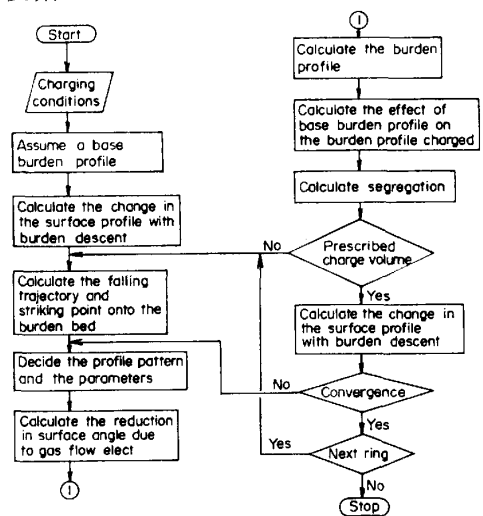 Start
Charging
conditions
Assume a base
burden profile
Calculate the change in
the surface profile with
burden descent
Calculate the falling
trajectory and
striking point onto the
burden bed
Decide the profile pattern
and the parameters
Calculate the reduction
in surface angle due
to gas flow elect
1
1
Calculate the burden
profile
Calculate the effect of
base burden profile on
the burden profile charged
Calculate segregation
No
Prescribed
charge volume
Yes
Calculate the change in
the surface profile
with burden descent
No
Convergence
Yes
Yes
Next ring
No
Stop